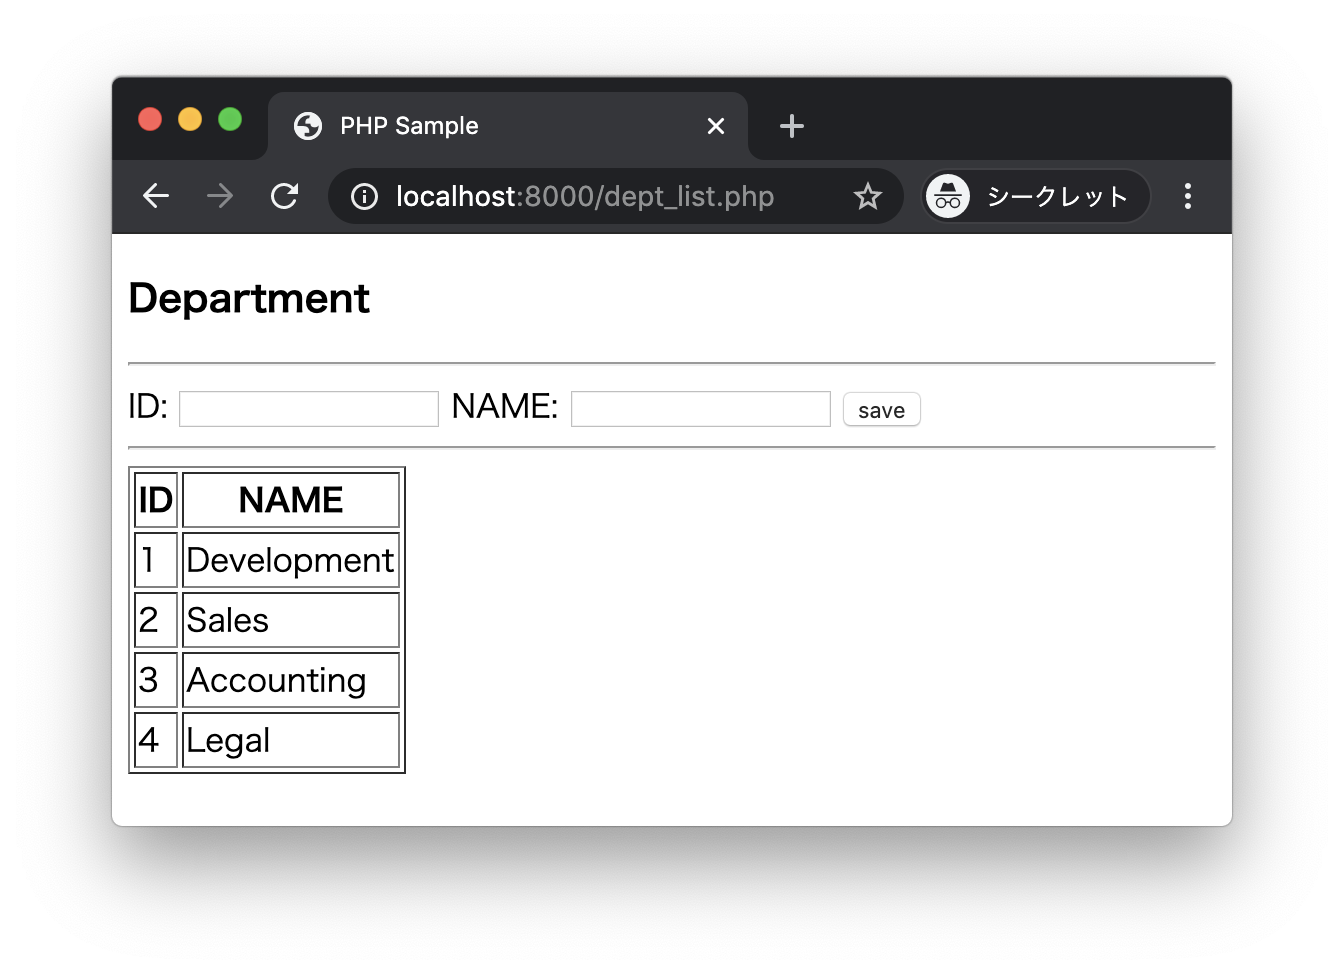 PHP Sample
localhost:8000/dept_list.php シークレット
Department
ID: NAME: save
ID NAME
1 Development
2 Sales
3 Accounting
4 Legal